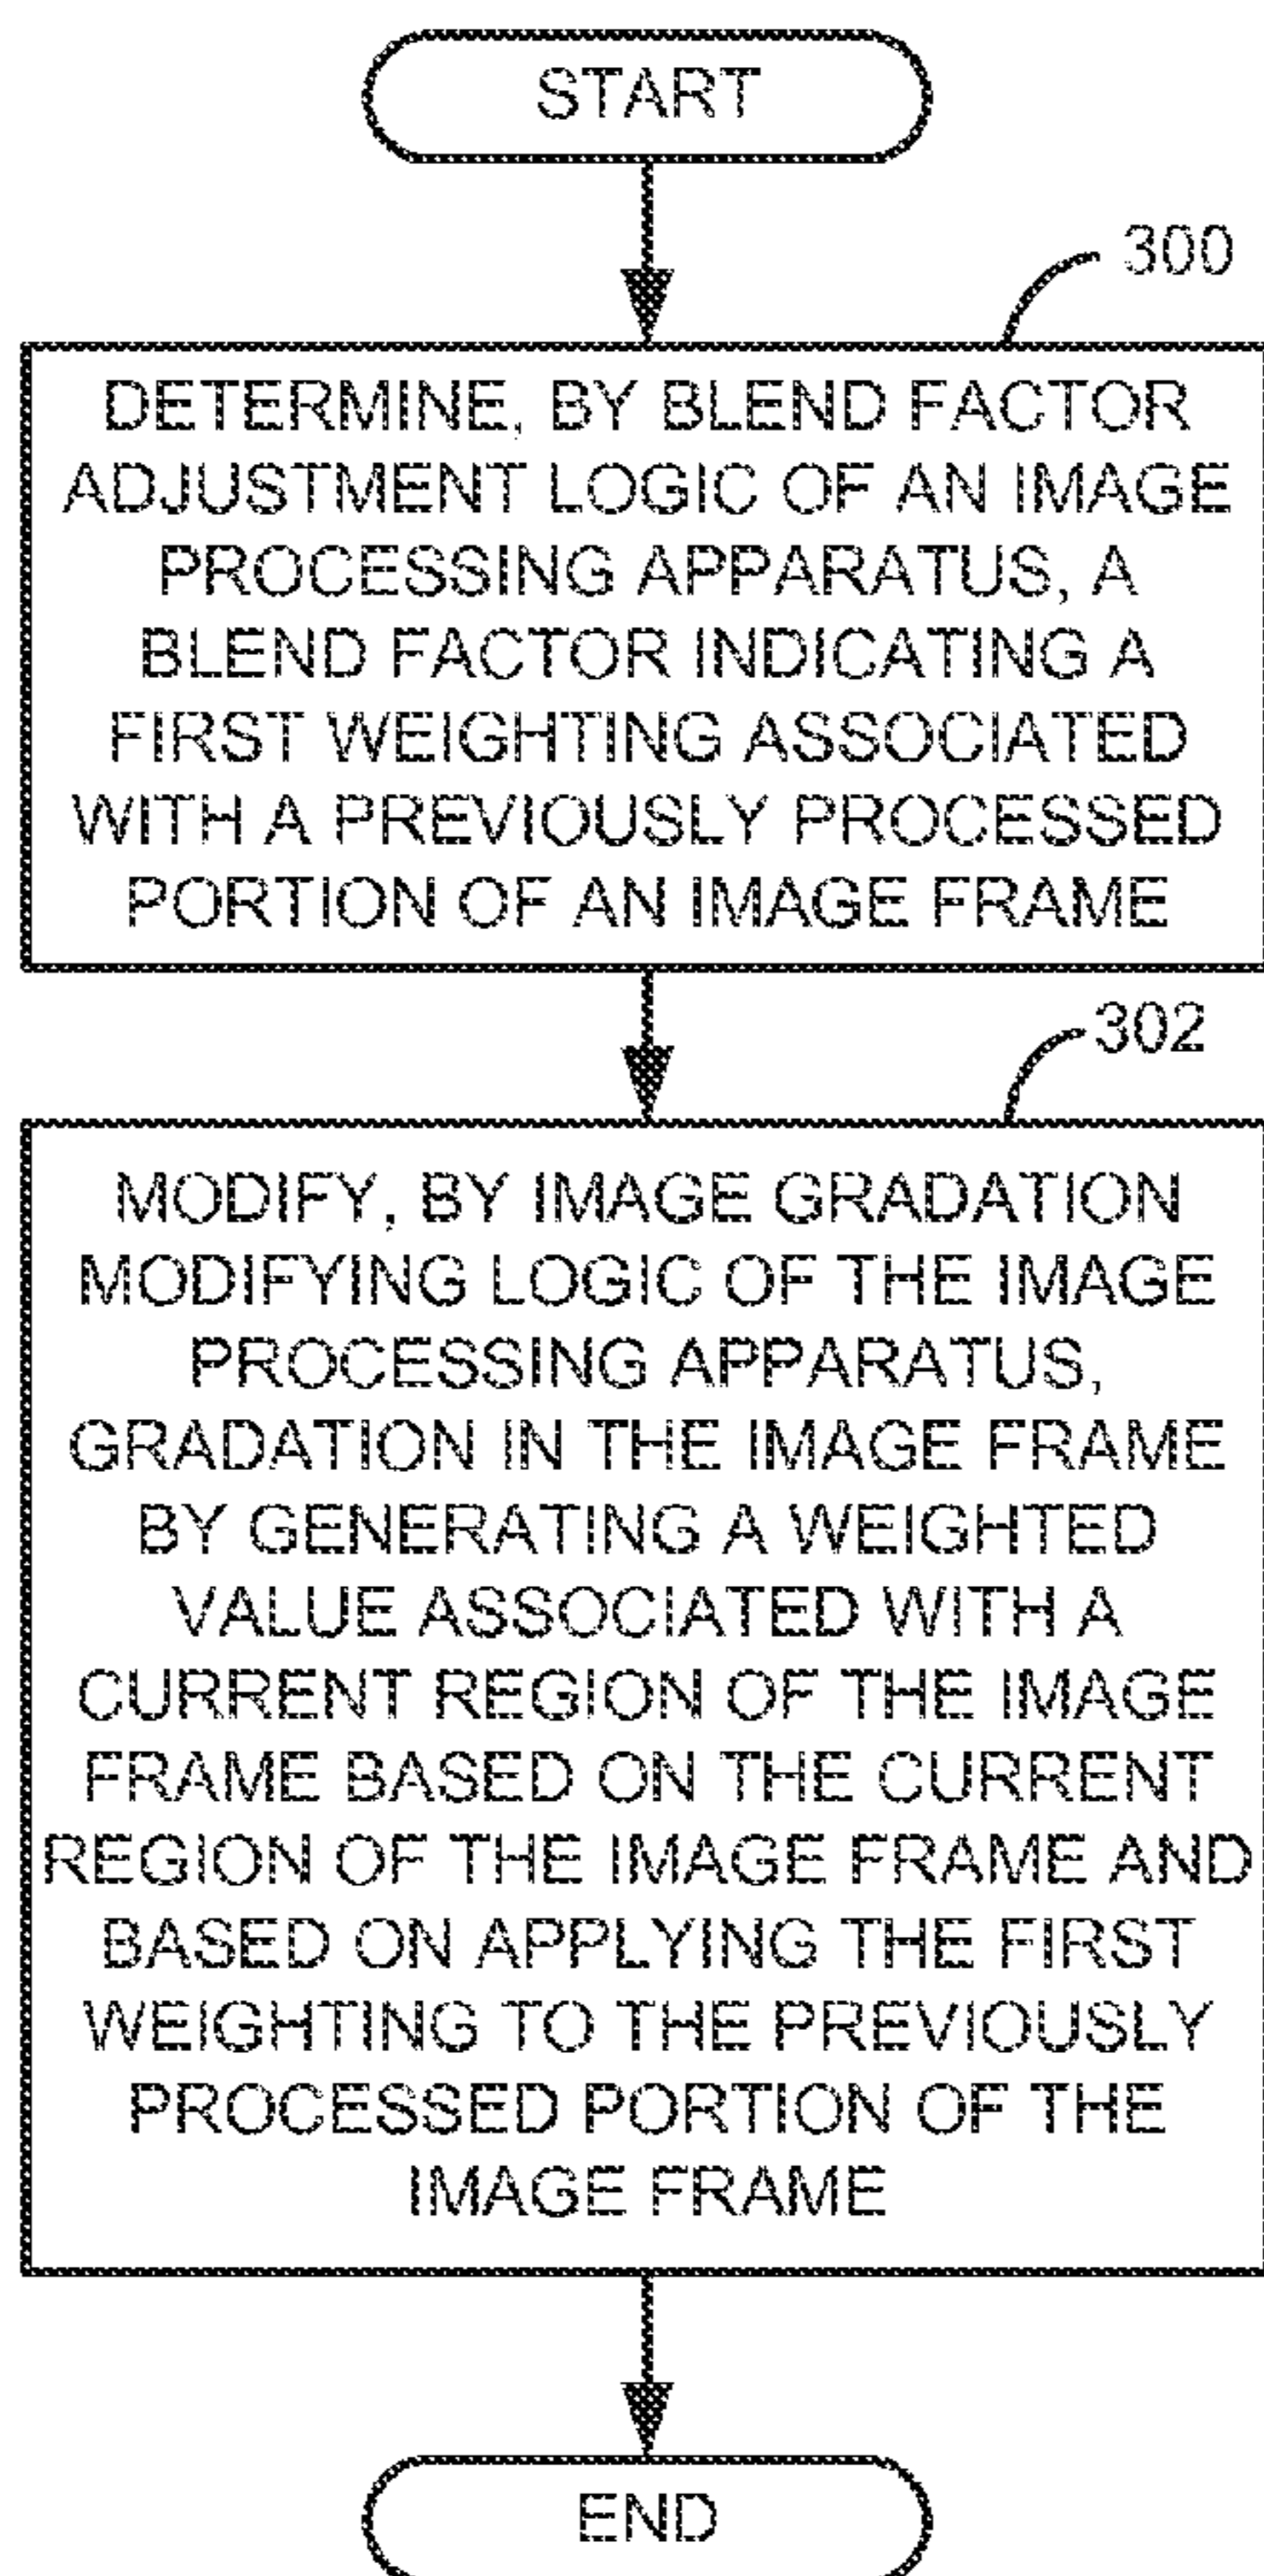 START
300
DETERMINE, BY BLEND FACTOR
ADJUSTMENT LOGIC OF AN IMAGE
PROCESSING APPARATUS, A
BLEND FACTOR INDICATING A
FIRST WEIGHTING ASSOCIATED
WITH A PREVIOUSLY PROCESSED
PORTION OF AN IMAGE FRAME
302
MODIFY, BY IMAGE GRADATION
MODIFYING LOGIC OF THE IMAGE
PROCESSING APPARATUS,
GRADATION IN THE IMAGE FRAME
BY GENERATING A WEIGHTED
VALUE ASSOCIATED WITH A
CURRENT REGION OF THE IMAGE
FRAME BASED ON THE CURRENT
REGION OF THE IMAGE FRAME AND
BASED ON APPLYING THE FIRST
WEIGHTING TO THE PREVIOUSLY
PROCESSED PORTION OF THE
IMAGE FRAME
END